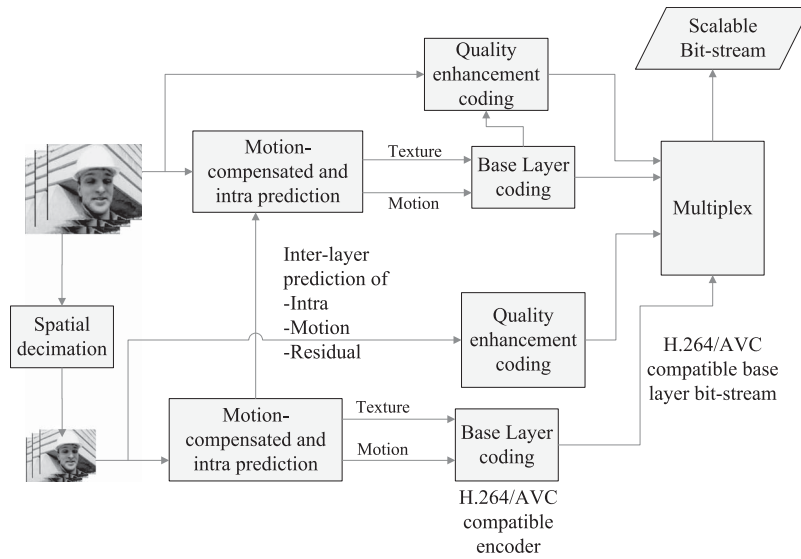 Scalable
Bit-stream
Quality
enhancement
coding
Motion-
compensated and
intra prediction
Texture
Motion
Base Layer
coding
Multiplex
Inter-layer
prediction of
-Intra
-Motion
-Residual
Spatial
decimation
Quality
enhancement
coding
H.264/AVC
compatible base
layer bit-stream
Motion-
compensated and
intra prediction
Texture
Motion
Base Layer
coding
H.264/AVC
compatible
encoder